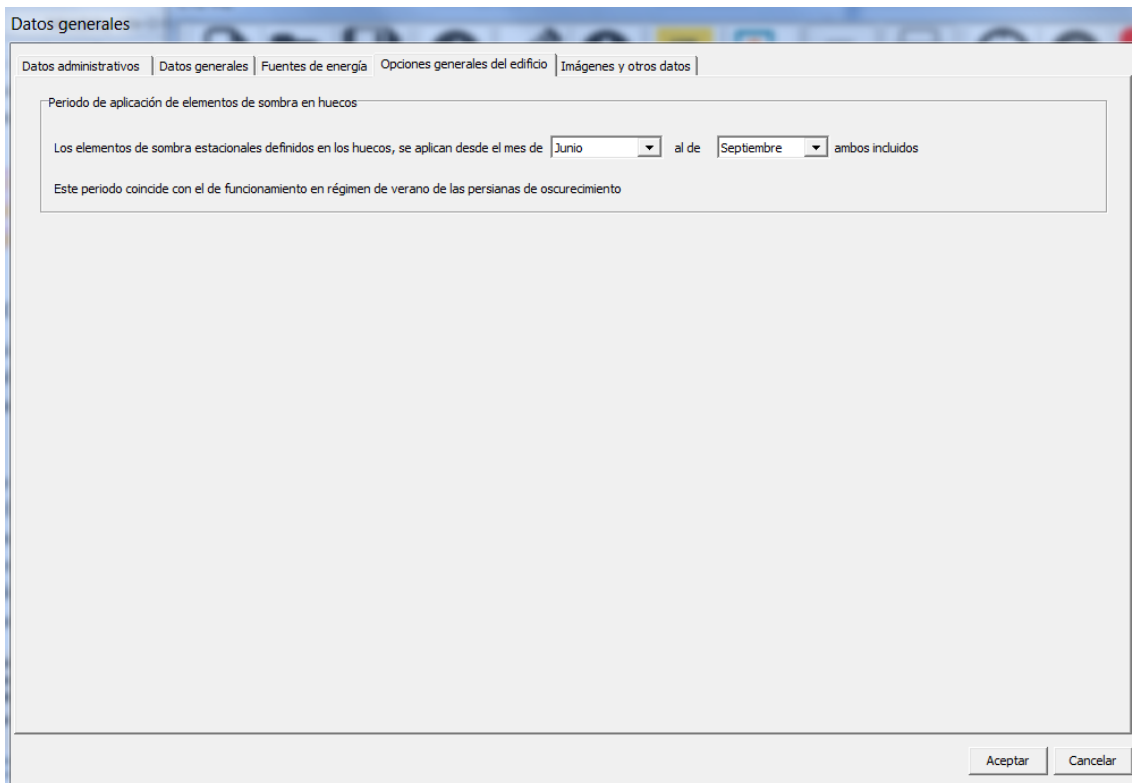 Datos generales
Datos administrativos Datos generales Fuentes de energía Opciones generales del edificio Imágenes y otros datos
Periodo de aplicación de elementos de sombra en huecos
Los elementos de sombra estacionales definidos en los huecos, se aplican desde el mes de Junio al de Septiembre ambos incluidos
Este periodo coincide con el de funcionamiento en régimen de verano de las persianas de oscurecimiento
Aceptar Cancelar